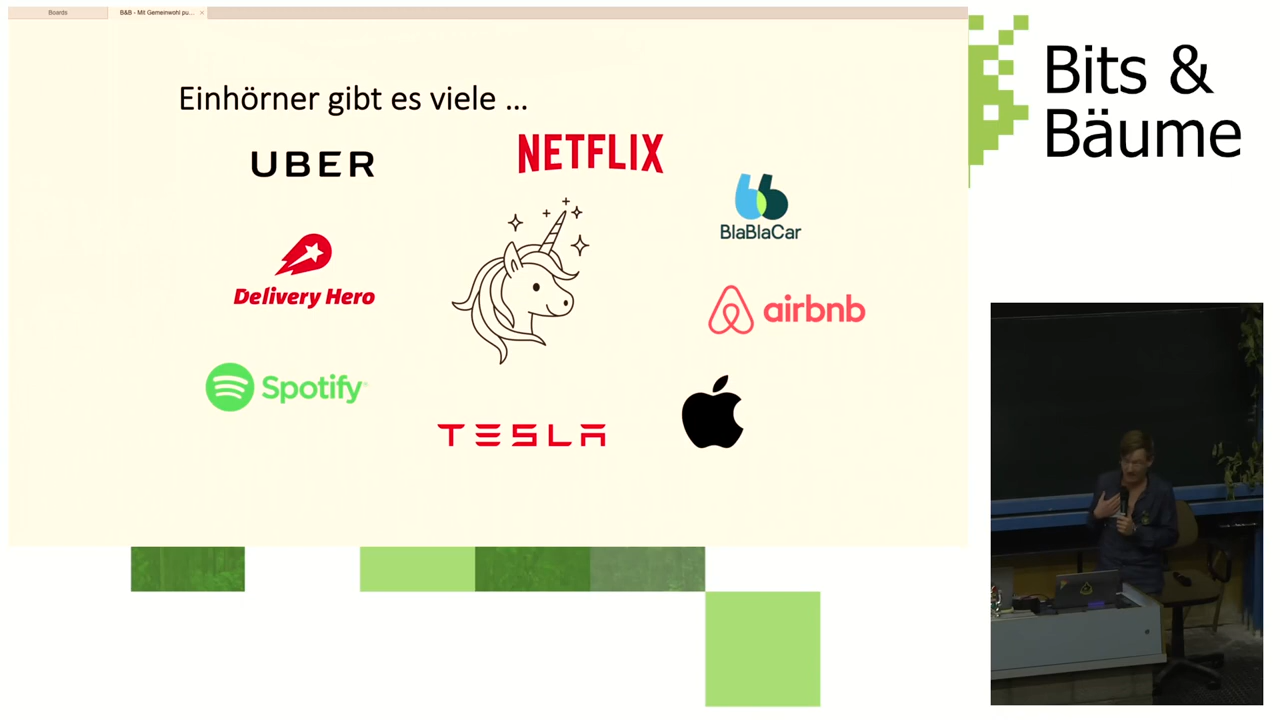 Boards
B&B - Mit Gemeinwohl pu...
Einhörner gibt es viele ...
UBER
NETFLIX
BlaBlaCar
Delivery Hero
airbnb
Spotify
TESLA
Bits &
Bäume